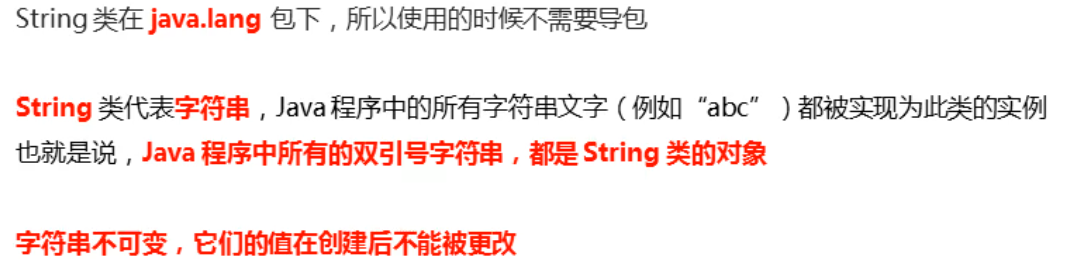 String 类在 java.lang 包下，所以使用的时候不需要导包
String 类代表字符串，Java 程序中的所有字符串文字（例如“abc”）都被实现为此类的实例
也就是说，Java 程序中所有的双引号字符串，都是 String 类的对象
字符串不可变，它们的值在创建后不能被更改